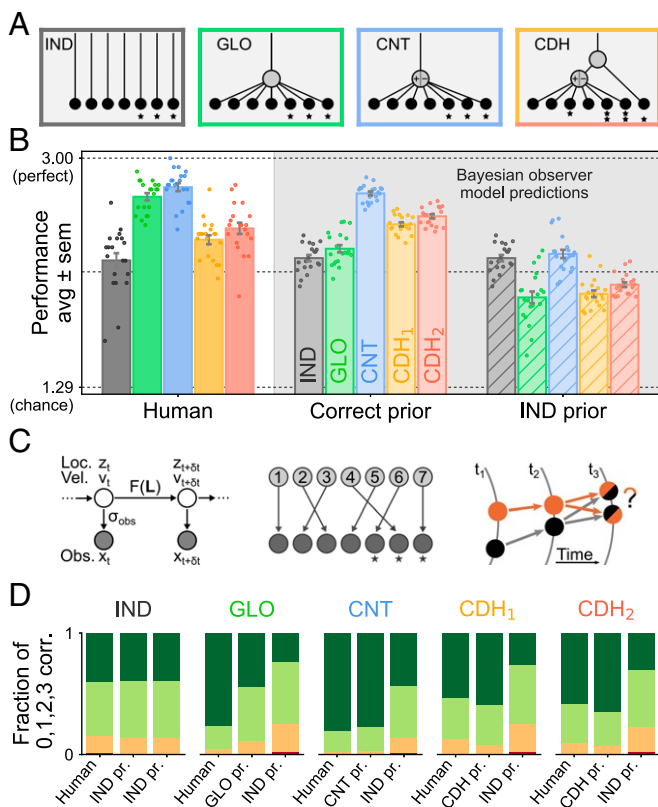 A
IND
GLO
CNT
+ −
CDH
+ −
B
3.00
(perfect)
Performance
avg ± sem
1.29
(chance)
Bayesian observer
model predictions
IND
GLO
CNT
CDH1
CDH2
Human
Correct prior
IND prior
C
Loc. zt
Vel. vt
F(L)
zt+δt
vt+δt
σobs
Obs. xt
xt+δt
1 2 3 4 5 6 7
t1
t2
t3
?
Time
D
IND
GLO
CNT
CDH1
CDH2
Fraction of
0,1,2,3 corr.
1
0
Human
IND pr.
IND pr.
Human
GLO pr.
IND pr.
Human
CNT pr.
IND pr.
Human
CDH pr.
IND pr.
Human
CDH pr.
IND pr.